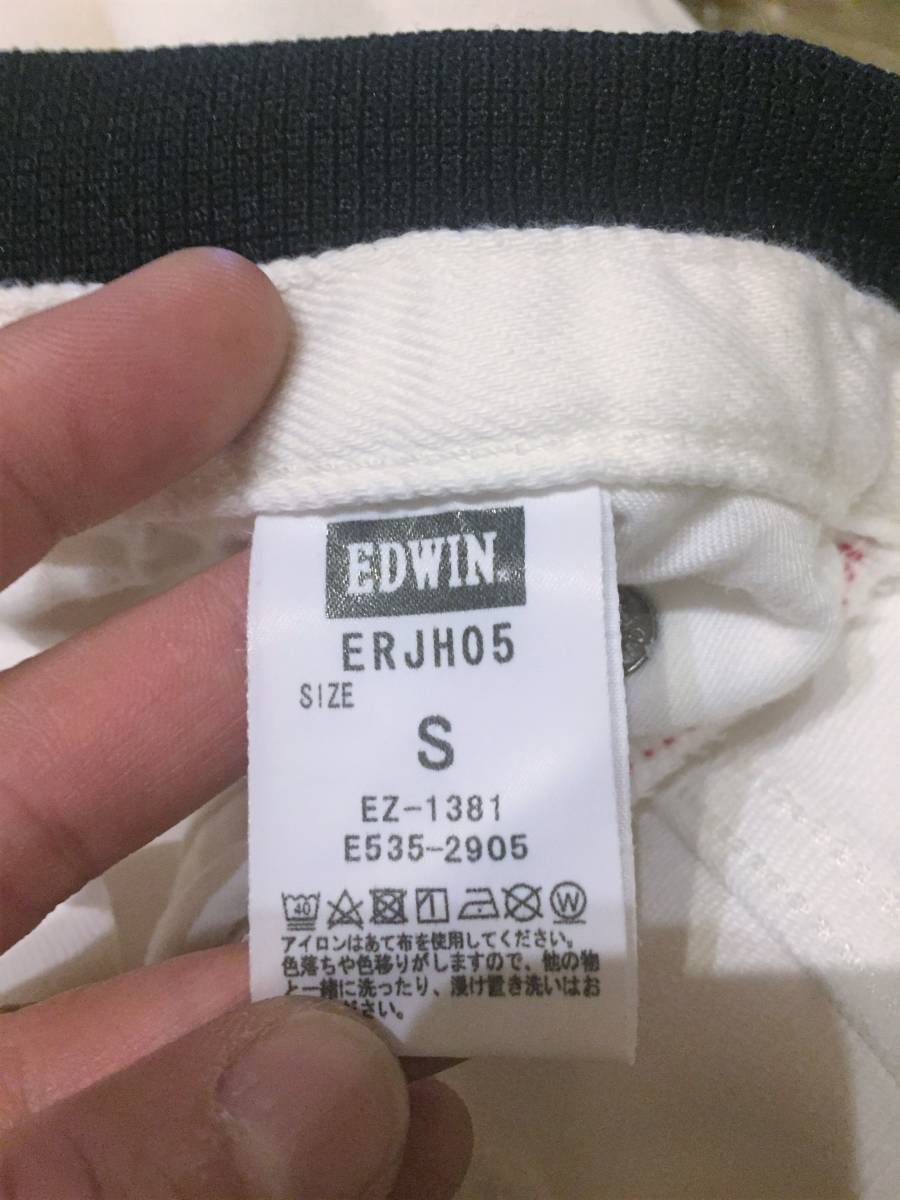 EDWIN
ERJH05
SIZE
S
EZ-1381
E535-2905
40 W
アイロンはあて布を使用してください。
色落ちや色移りがしますので、他の物
と一緒に洗ったり、漫け置き洗いはお
ださい。